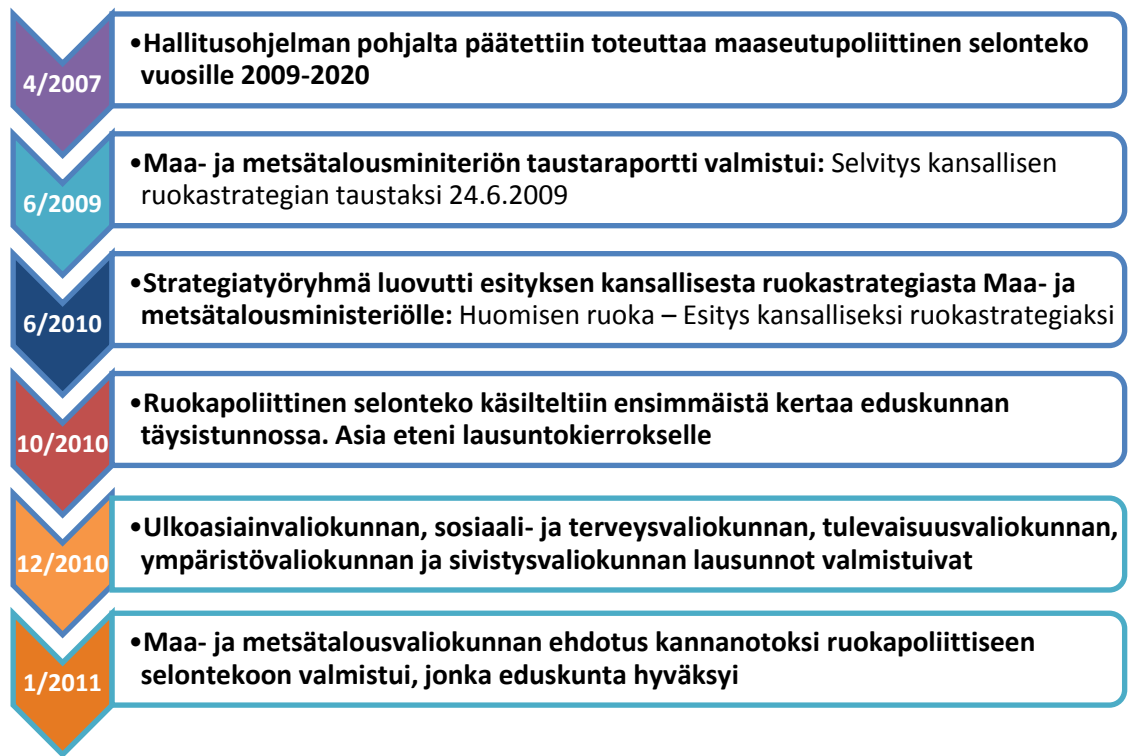 4/2007
•Hallitusohjelman pohjalta päätettiin toteuttaa maaseutupoliittinen selonteko
vuosille 2009-2020
6/2009
•Maa- ja metsätalousminiteriön taustaraportti valmistui: Selvitys kansallisen
ruokastrategian taustaksi 24.6.2009
6/2010
•Strategiatyöryhmä luovutti esityksen kansallisesta ruokastrategiasta Maa- ja
metsätalousministeriölle: Huomisen ruoka – Esitys kansalliseksi ruokastrategiaksi
10/2010
•Ruokapoliittinen selonteko käsilteltiin ensimmäistä kertaa eduskunnan
täysistunnossa. Asia eteni lausuntokierrokselle
12/2010
•Ulkoasiainvaliokunnan, sosiaali- ja terveysvaliokunnan, tulevaisuusvaliokunnan,
ympäristövaliokunnan ja sivistysvaliokunnan lausunnot valmistuivat
1/2011
•Maa- ja metsätalousvaliokunnan ehdotus kannanotoksi ruokapoliittiseen
selontekoon valmistui, jonka eduskunta hyväksyi